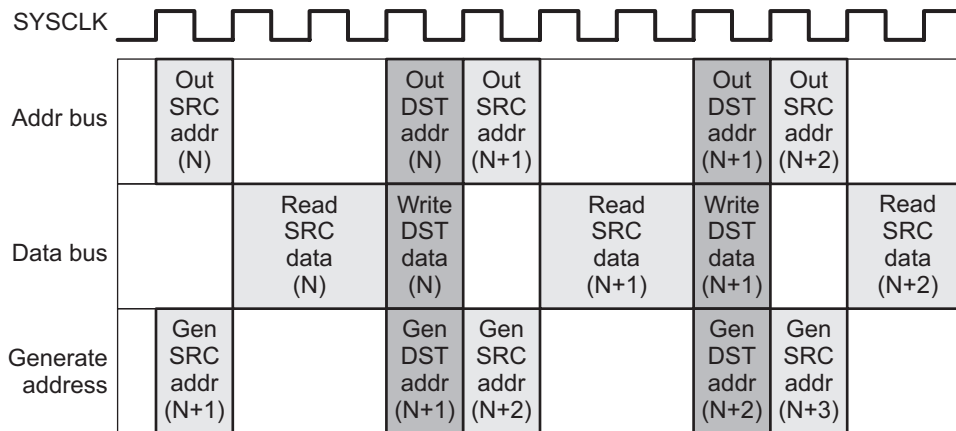 SYSCLK
Addr bus
Out
SRC
addr
(N)
Out
DST
addr
(N)
Out
SRC
addr
(N+1)
Out
DST
addr
(N+1)
Out
SRC
addr
(N+2)
Data bus
Read
SRC
data
(N)
Write
DST
data
(N)
Read
SRC
data
(N+1)
Write
DST
data
(N+1)
Read
SRC
data
(N+2)
Generate
address
Gen
SRC
addr
(N+1)
Gen
DST
addr
(N+1)
Gen
SRC
addr
(N+2)
Gen
DST
addr
(N+2)
Gen
SRC
addr
(N+3)